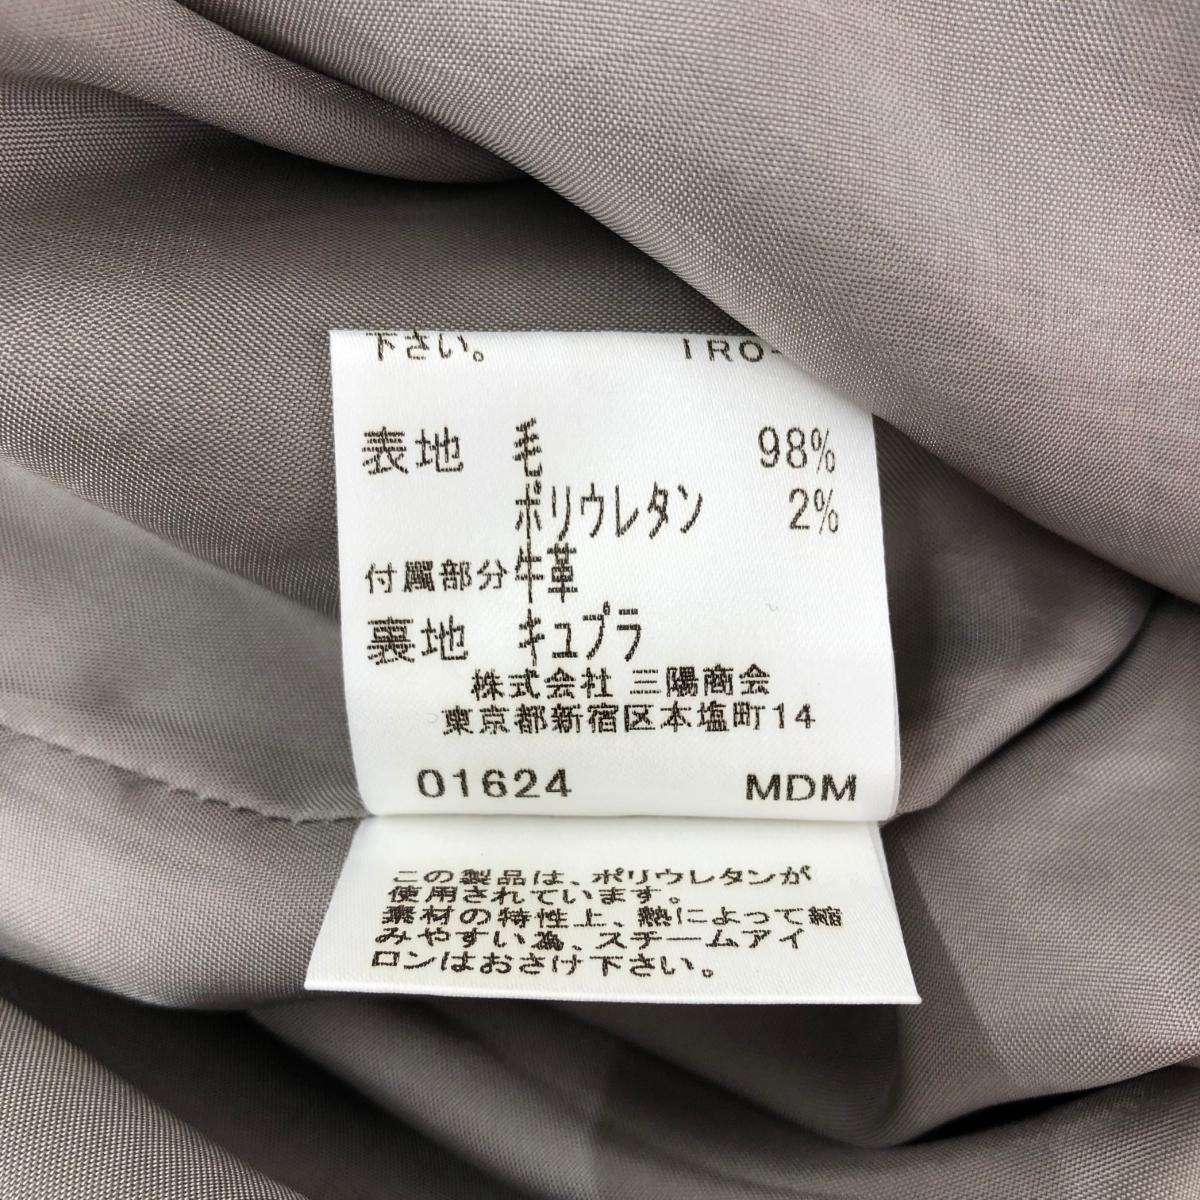 下さい。 IRO-
表地 毛 98%
ポリウレタン 2%
付属部分 牛革
裏地 キュプラ
株式会社 三陽商会
東京都新宿区本塩町14
01624 MDM
この製品は、ポリウレタンが
使用されています。
素材の特性上、熱によって縮
みやすい為、スチームアイ
ロンはおさけ下さい。